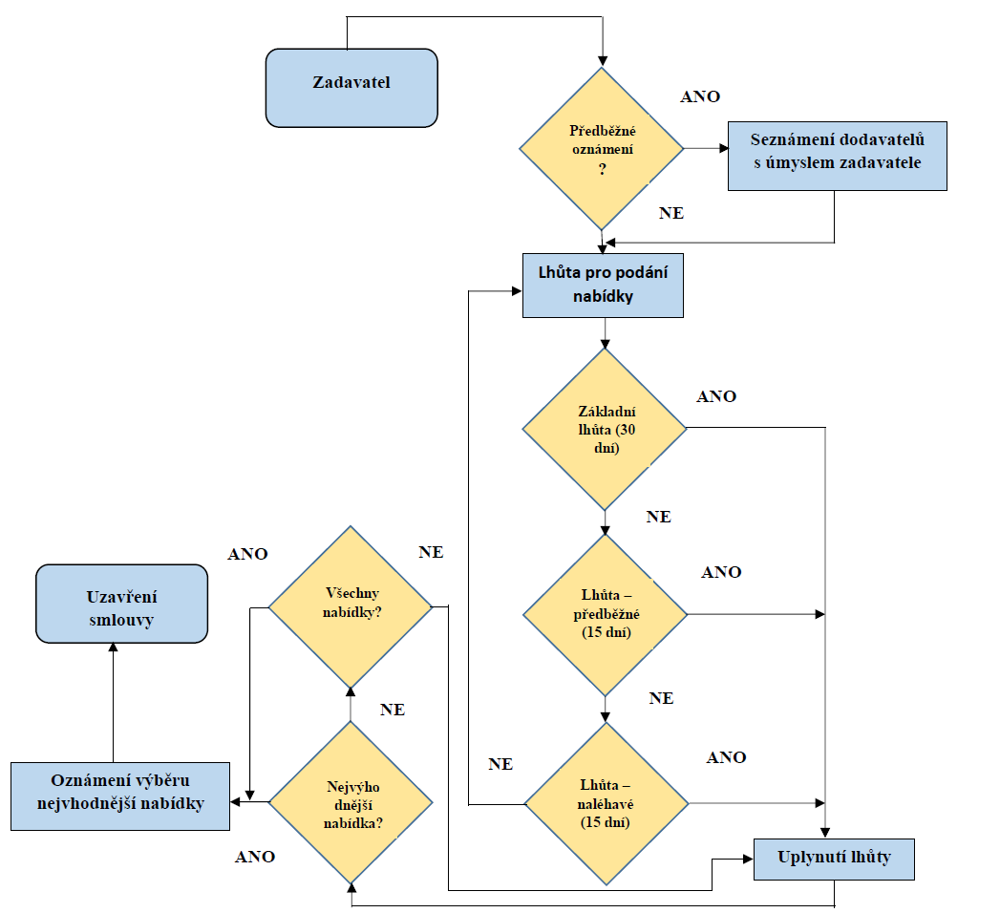 Zadavatel
ANO
Předběžné
oznámení
?
Seznámení dodavatelů
s úmyslem zadavatele
NE
Lhůta pro podání
nabídky
ANO
Základní
lhůta (30
dní)
NE
ANO
NE
Všechny
nabídky?
Uzavření
smlouvy
ANO
Lhůta –
předběžné
(15 dní)
NE
NE
ANO
NE
Oznámení výběru
nejvhodnější nabídky
Nejvýho
dnější
nabídka?
Lhůta –
naléhavé
(15 dní)
ANO
Uplynutí lhůty